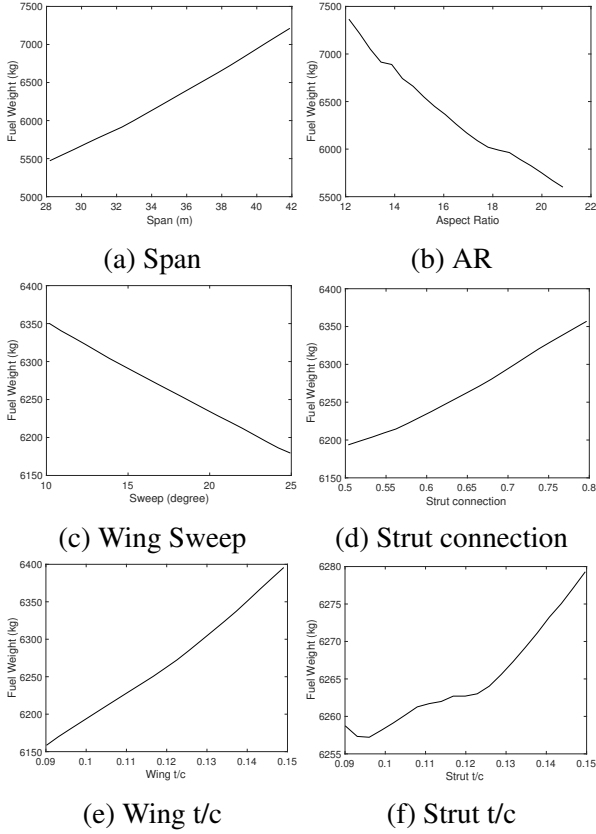 7500
7000
6500
6000
5500
5000
Fuel Weight (kg)
28 30 32 34 36 38 40 42
Span (m)
(a) Span
7500
7000
6500
6000
5500
Fuel Weight (kg)
12 14 16 18 20 22
Aspect Ratio
(b) AR
6400
6350
6300
6250
6200
6150
Fuel Weight (kg)
10 15 20 25
Sweep (degree)
(c) Wing Sweep
6400
6350
6300
6250
6200
6150
Fuel Weight (kg)
0.5 0.55 0.6 0.65 0.7 0.75 0.8
Strut connection
(d) Strut connection
6400
6350
6300
6250
6200
6150
Fuel Weight (kg)
0.09 0.1 0.11 0.12 0.13 0.14 0.15
Wing t/c
(e) Wing t/c
6280
6275
6270
6265
6260
6255
Fuel Weight (kg)
0.09 0.1 0.11 0.12 0.13 0.14 0.15
Strut t/c
(f) Strut t/c